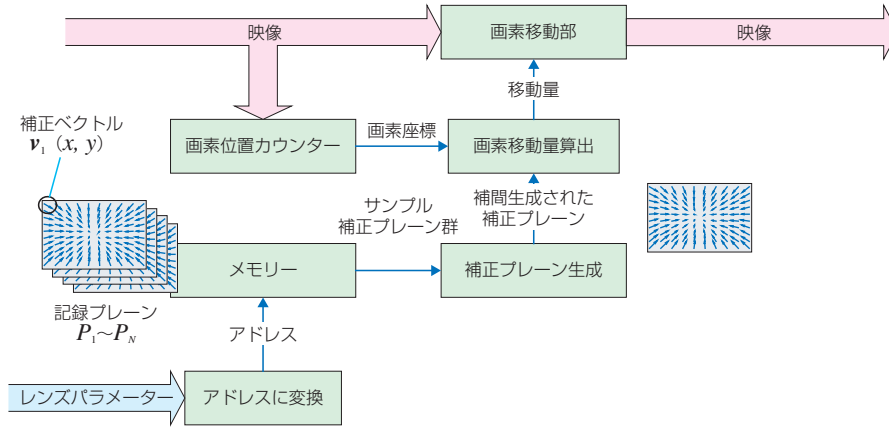 映像
画素移動部
映像
移動量
補正ベクトル
v₁(x, y)
画素位置カウンター
画素座標
画素移動量算出
サンプル
補正プレーン群
補間生成された
補正プレーン
メモリー
補正プレーン生成
記録プレーン
P₁~P_N
アドレス
レンズパラメーター
アドレスに変換